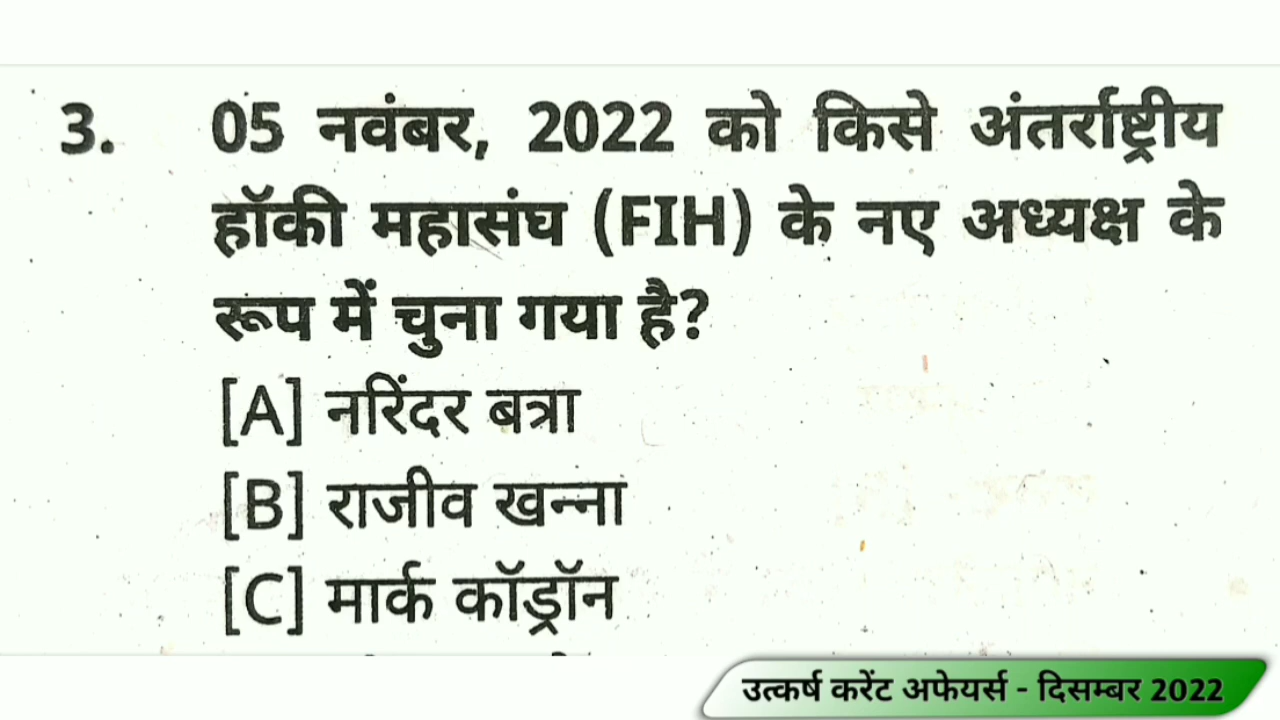 3. 05 नवंबर, 2022 को किसे अंतर्राष्ट्रीय
हॉकी महासंघ (FIH) के नए अध्यक्ष के
रूप में चुना गया है?
[A] नरिंदर बत्रा
[B] राजीव खन्ना
[C] मार्क कॉड्रॉन
उत्कर्ष करेंट अफेयर्स - दिसम्बर 2022